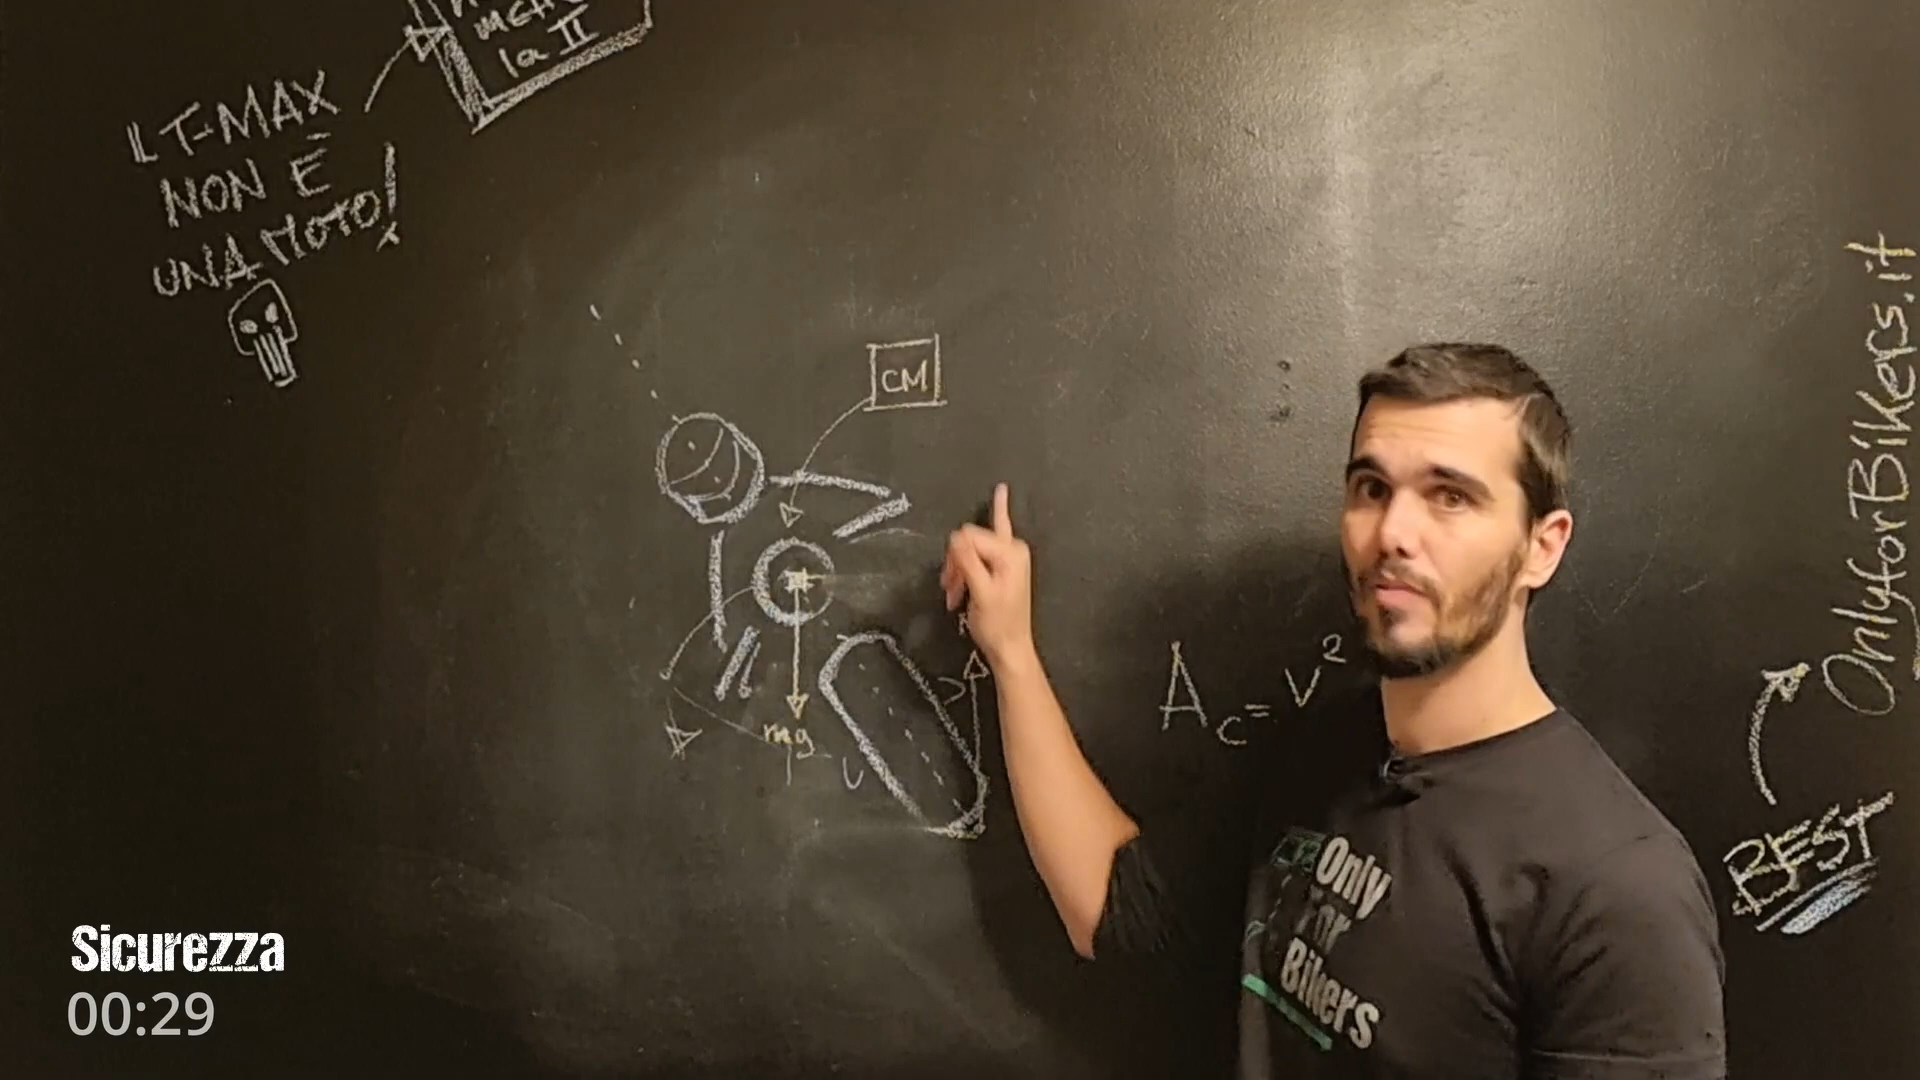 la II
IL T-MAX
NON È
UNA MOTO!
CM
mg
Ac = v²
OnlyforBikers.it
BEST
Only
For
Bikers
Sicurezza
00:29